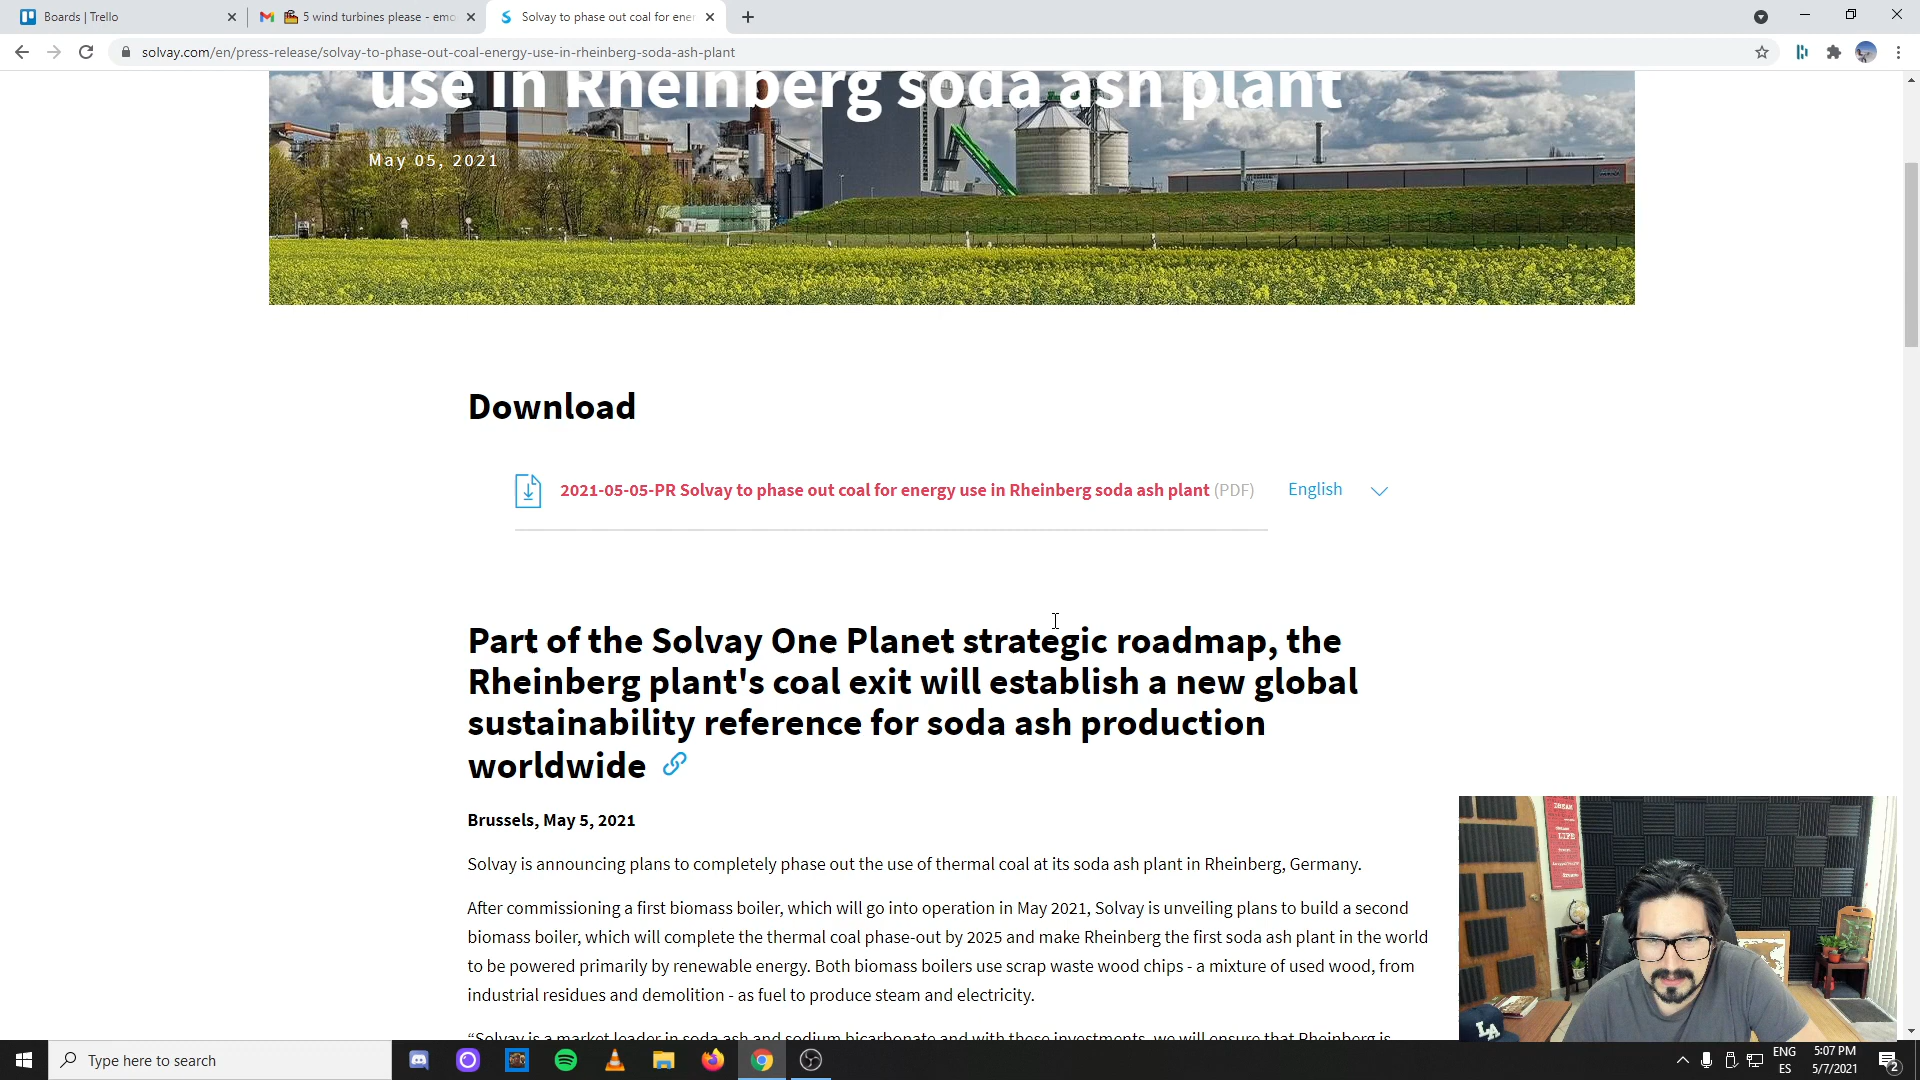 Boards | Trello
5 wind turbines please - emo
Solvay to phase out coal for ener
solvay.com/en/press-release/solvay-to-phase-out-coal-energy-use-in-rheinberg-soda-ash-plant
use in Rheinberg soda ash plant
May 05, 2021
Download
2021-05-05-PR Solvay to phase out coal for energy use in Rheinberg soda ash plant (PDF)
English
Part of the Solvay One Planet strategic roadmap, the
Rheinberg plant's coal exit will establish a new global
sustainability reference for soda ash production
worldwide
Brussels, May 5, 2021
Solvay is announcing plans to completely phase out the use of thermal coal at its soda ash plant in Rheinberg, Germany.
After commissioning a first biomass boiler, which will go into operation in May 2021, Solvay is unveiling plans to build a second
biomass boiler, which will complete the thermal coal phase-out by 2025 and make Rheinberg the first soda ash plant in the world
to be powered primarily by renewable energy. Both biomass boilers use scrap waste wood chips - a mixture of used wood, from
industrial residues and demolition - as fuel to produce steam and electricity.
“Solvay is a market leader in soda ash and sodium bicarbonate and with these investments, we will ensure that Rheinberg is
DREAM
LIFE
LA
Type here to search
ENG
ES
5:07 PM
5/7/2021
2